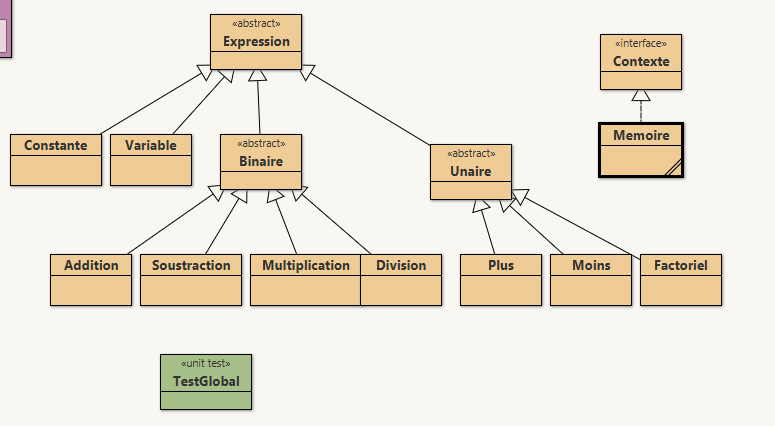 «abstract»
Expression
«interface»
Contexte
Constante
Variable
«abstract»
Binaire
«abstract»
Unaire
Memoire
Addition
Soustraction
Multiplication
Division
Plus
Moins
Factoriel
«unit test»
TestGlobal